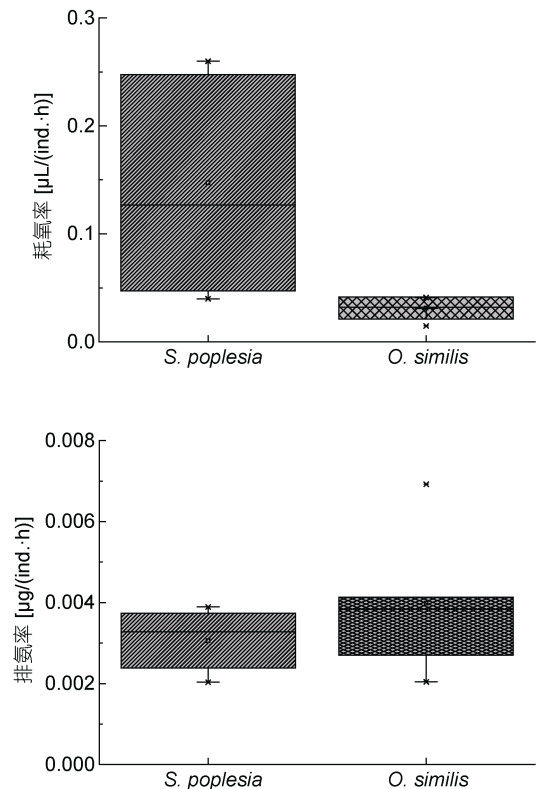 0.3
0.2
0.1
0.0
耗氧率 [μL/(ind.·h)]
S. poplesia O. similis
0.008
0.006
0.004
0.002
0.000
排氨率 [μg/(ind.·h)]
S. poplesia O. similis